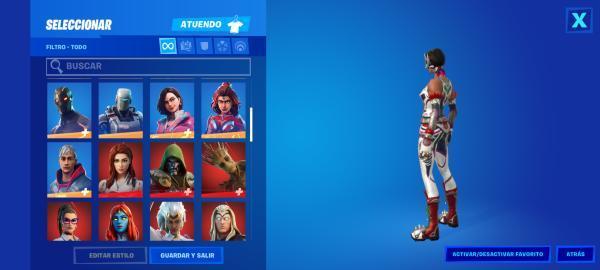 SELECCIONAR
ATUENDO
FILTRO - TODO
BUSCAR
EDITAR ESTILO
GUARDAR Y SALIR
ACTIVAR/DESACTIVAR FAVORITO
ATRÁS
X